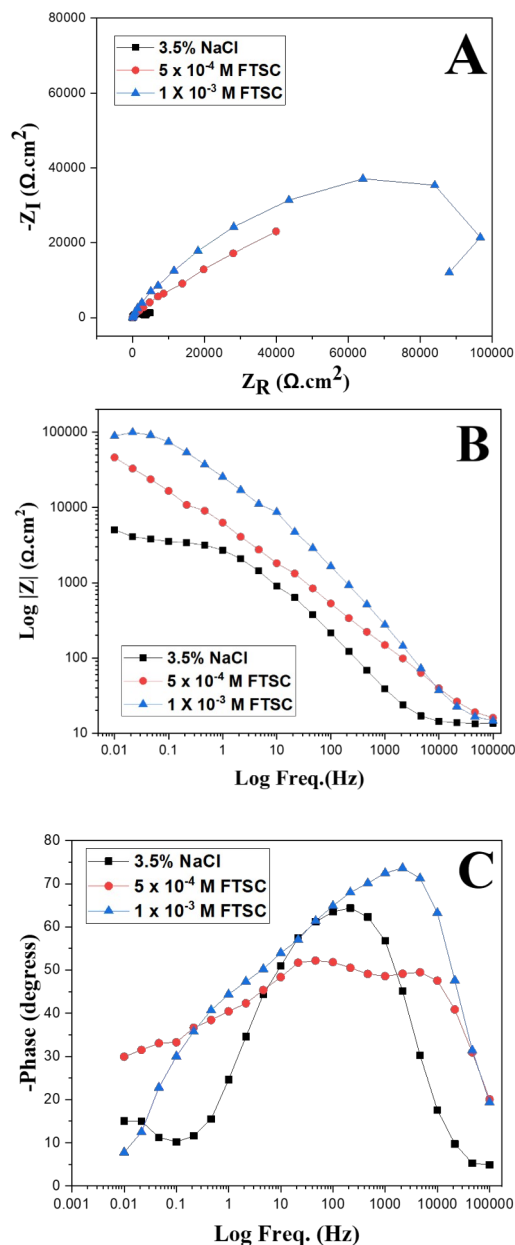 80000
60000
40000
20000
0
-Z_I (Ω.cm²)
3.5% NaCl
5 x 10⁻⁴ M FTSC
1 X 10⁻³ M FTSC
A
0 20000 40000 60000 80000 100000
Z_R (Ω.cm²)
100000
10000
1000
100
10
Log |Z| (Ω.cm²)
B
3.5% NaCl
5 x 10⁻⁴ M FTSC
1 X 10⁻³ M FTSC
0.01 0.1 1 10 100 1000 10000 100000
Log Freq.(Hz)
80
70
60
50
40
30
20
10
0
-Phase (degress)
3.5% NaCl
5 x 10⁻⁴ M FTSC
1 x 10⁻³ M FTSC
C
0.001 0.01 0.1 1 10 100 1000 10000 100000
Log Freq. (Hz)